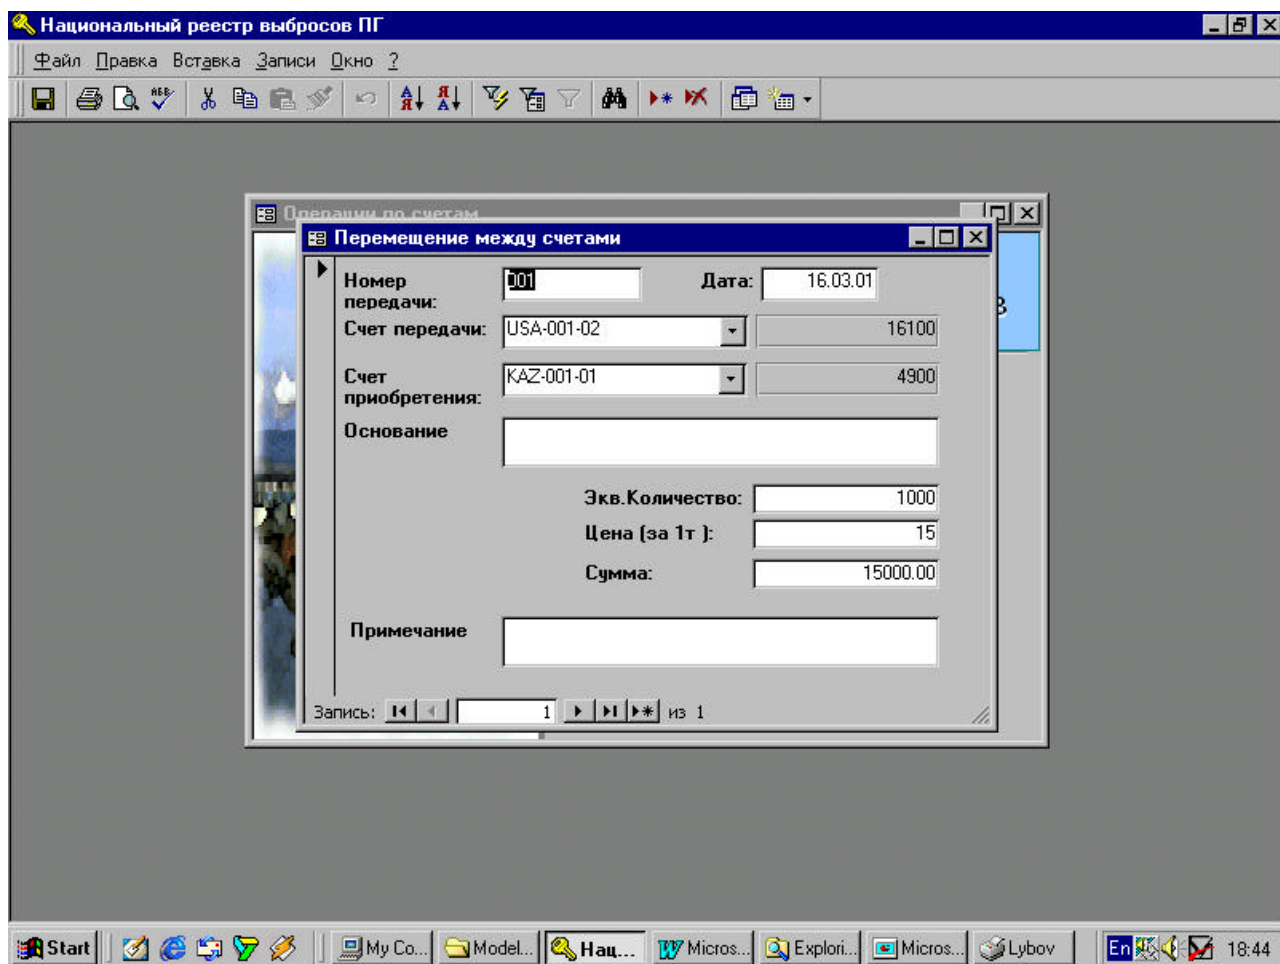 Национальный реестр выбросов ПГ
Файл Правка Вставка Записи Окно ?
Операции по счетам
Перемещение между счетами
Номер передачи: 001 Дата: 16.03.01
Счет передачи: USA-001-02 16100
Счет приобретения: KAZ-001-01 4900
Основание
Экв.Количество: 1000
Цена (за 1т ): 15
Сумма: 15000.00
Примечание
Запись: 1 из 1
Start My Co... Model... Нац... Micros... Explori... Micros... Lybov En 18:44